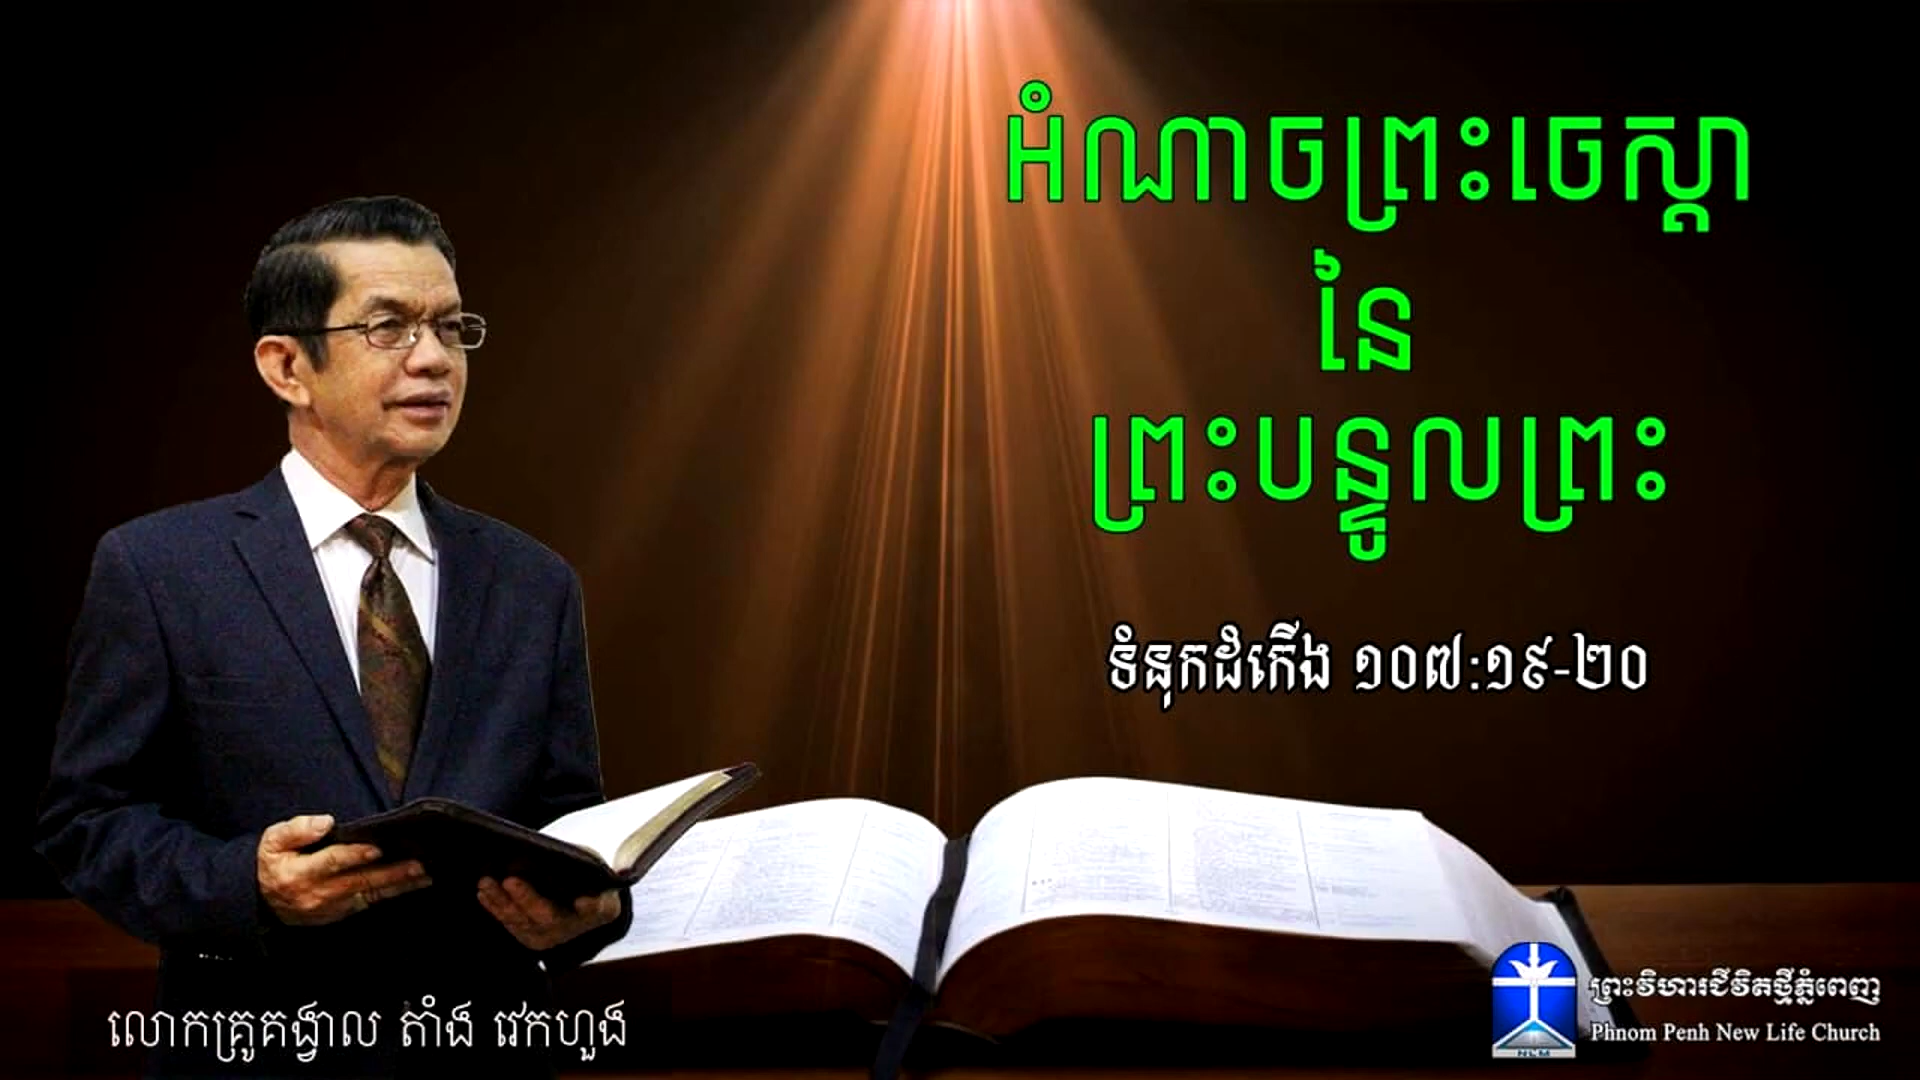 អំណាចព្រះចេស្តា
នៃ
ព្រះបន្ទូលព្រះ
ទំនុកដំកើង ១០៧:១៩-២០
លោកគ្រូគង្វាល តាំង វេកហួង
ព្រះវិហារជីវិតថ្មីភ្នំពេញ
Phnom Penh New Life Church
NLM